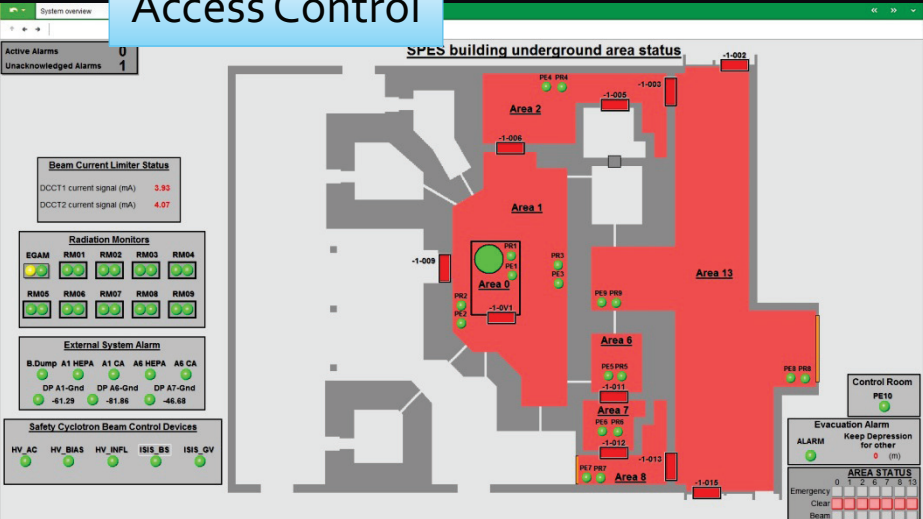 System overview
Access Control
Active Alarms 0
Unacknowledged Alarms 1
SPES building underground area status
-1-002
PE4 PR4
-1-003
-1-005
Area 2
-1-006
Beam Current Limiter Status
DCCT1 current signal (mA) 3.93
DCCT2 current signal (mA) 4.07
Area 1
Radiation Monitors
EGAM RM01 RM02 RM03 RM04
RM05 RM06 RM07 RM08 RM09
-1-009
PR1
PE1
Area 0
PR3
PE3
Area 13
PR2
PE2
-1-0V1
PE9 PR9
External System Alarm
B.Dump A1 HEPA A1 CA A6 HEPA A6 CA
DP A1-Gnd DP A6-Gnd DP A7-Gnd
-61.29 -81.86 -46.68
Area 6
PE5 PR5
-1-011
PE8 PR8
Area 7
PE6 PR6
-1-012
Control Room
PE10
Safety Cyclotron Beam Control Devices
HV_AC HV_BIAS HV_INFL ISIS_BS ISIS_GV
-1-013
PE7 PR7
Area 8
-1-015
Evacuation Alarm
ALARM
Keep Depression
for other
0 (m)
AREA STATUS
0 1 2 6 7 8 13
Emergency
Clear
Beam